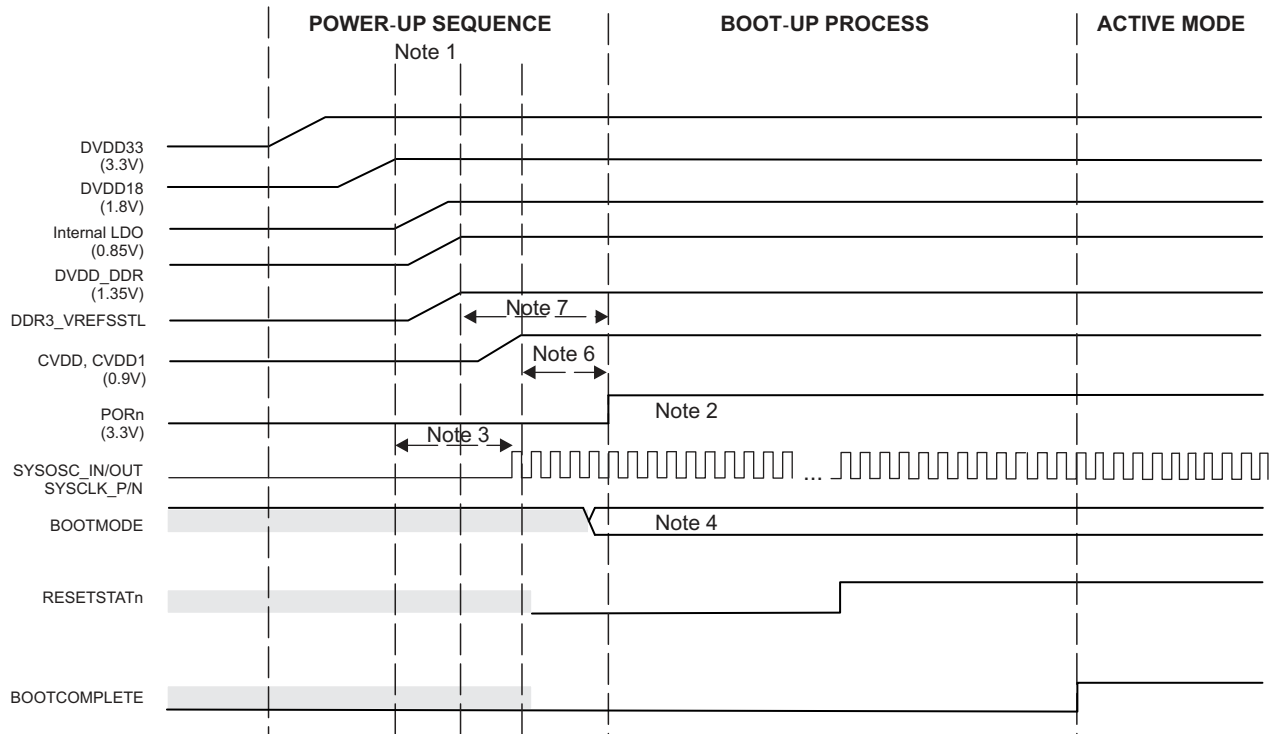 POWER-UP SEQUENCE
BOOT-UP PROCESS
ACTIVE MODE
Note 1
DVDD33
(3.3V)
DVDD18
(1.8V)
Internal LDO
(0.85V)
DVDD_DDR
(1.35V)
Note 7
DDR3_VREFSSTL
Note 6
CVDD, CVDD1
(0.9V)
Note 2
PORn
(3.3V)
Note 3
SYSOSC_IN/OUT
SYSCLK_P/N
...
BOOTMODE
Note 4
RESETSTATn
BOOTCOMPLETE